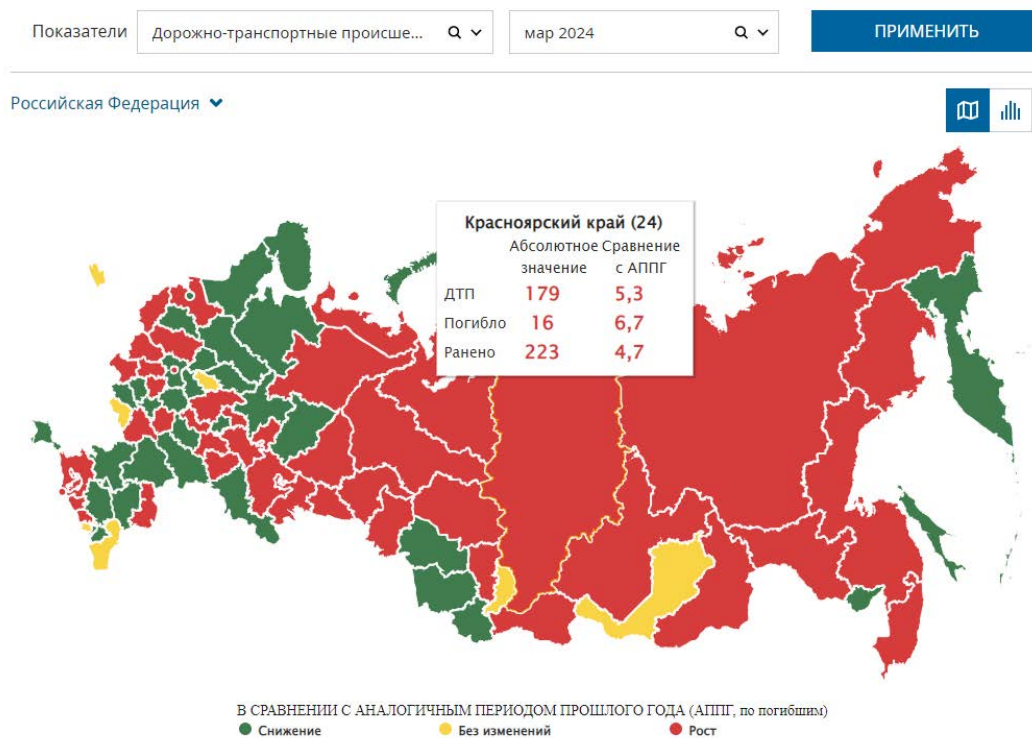 Показатели Дорожно-транспортные происше... мар 2024 ПРИМЕНИТЬ
Российская Федерация
Красноярский край (24)
Абсолютное Сравнение
значение с АППГ
ДТП 179 5,3
Погибло 16 6,7
Ранено 223 4,7
В СРАВНЕНИИ С АНАЛОГИЧНЫМ ПЕРИОДОМ ПРОШЛОГО ГОДА (АППГ, по погибшим)
Снижение Без изменений Рост